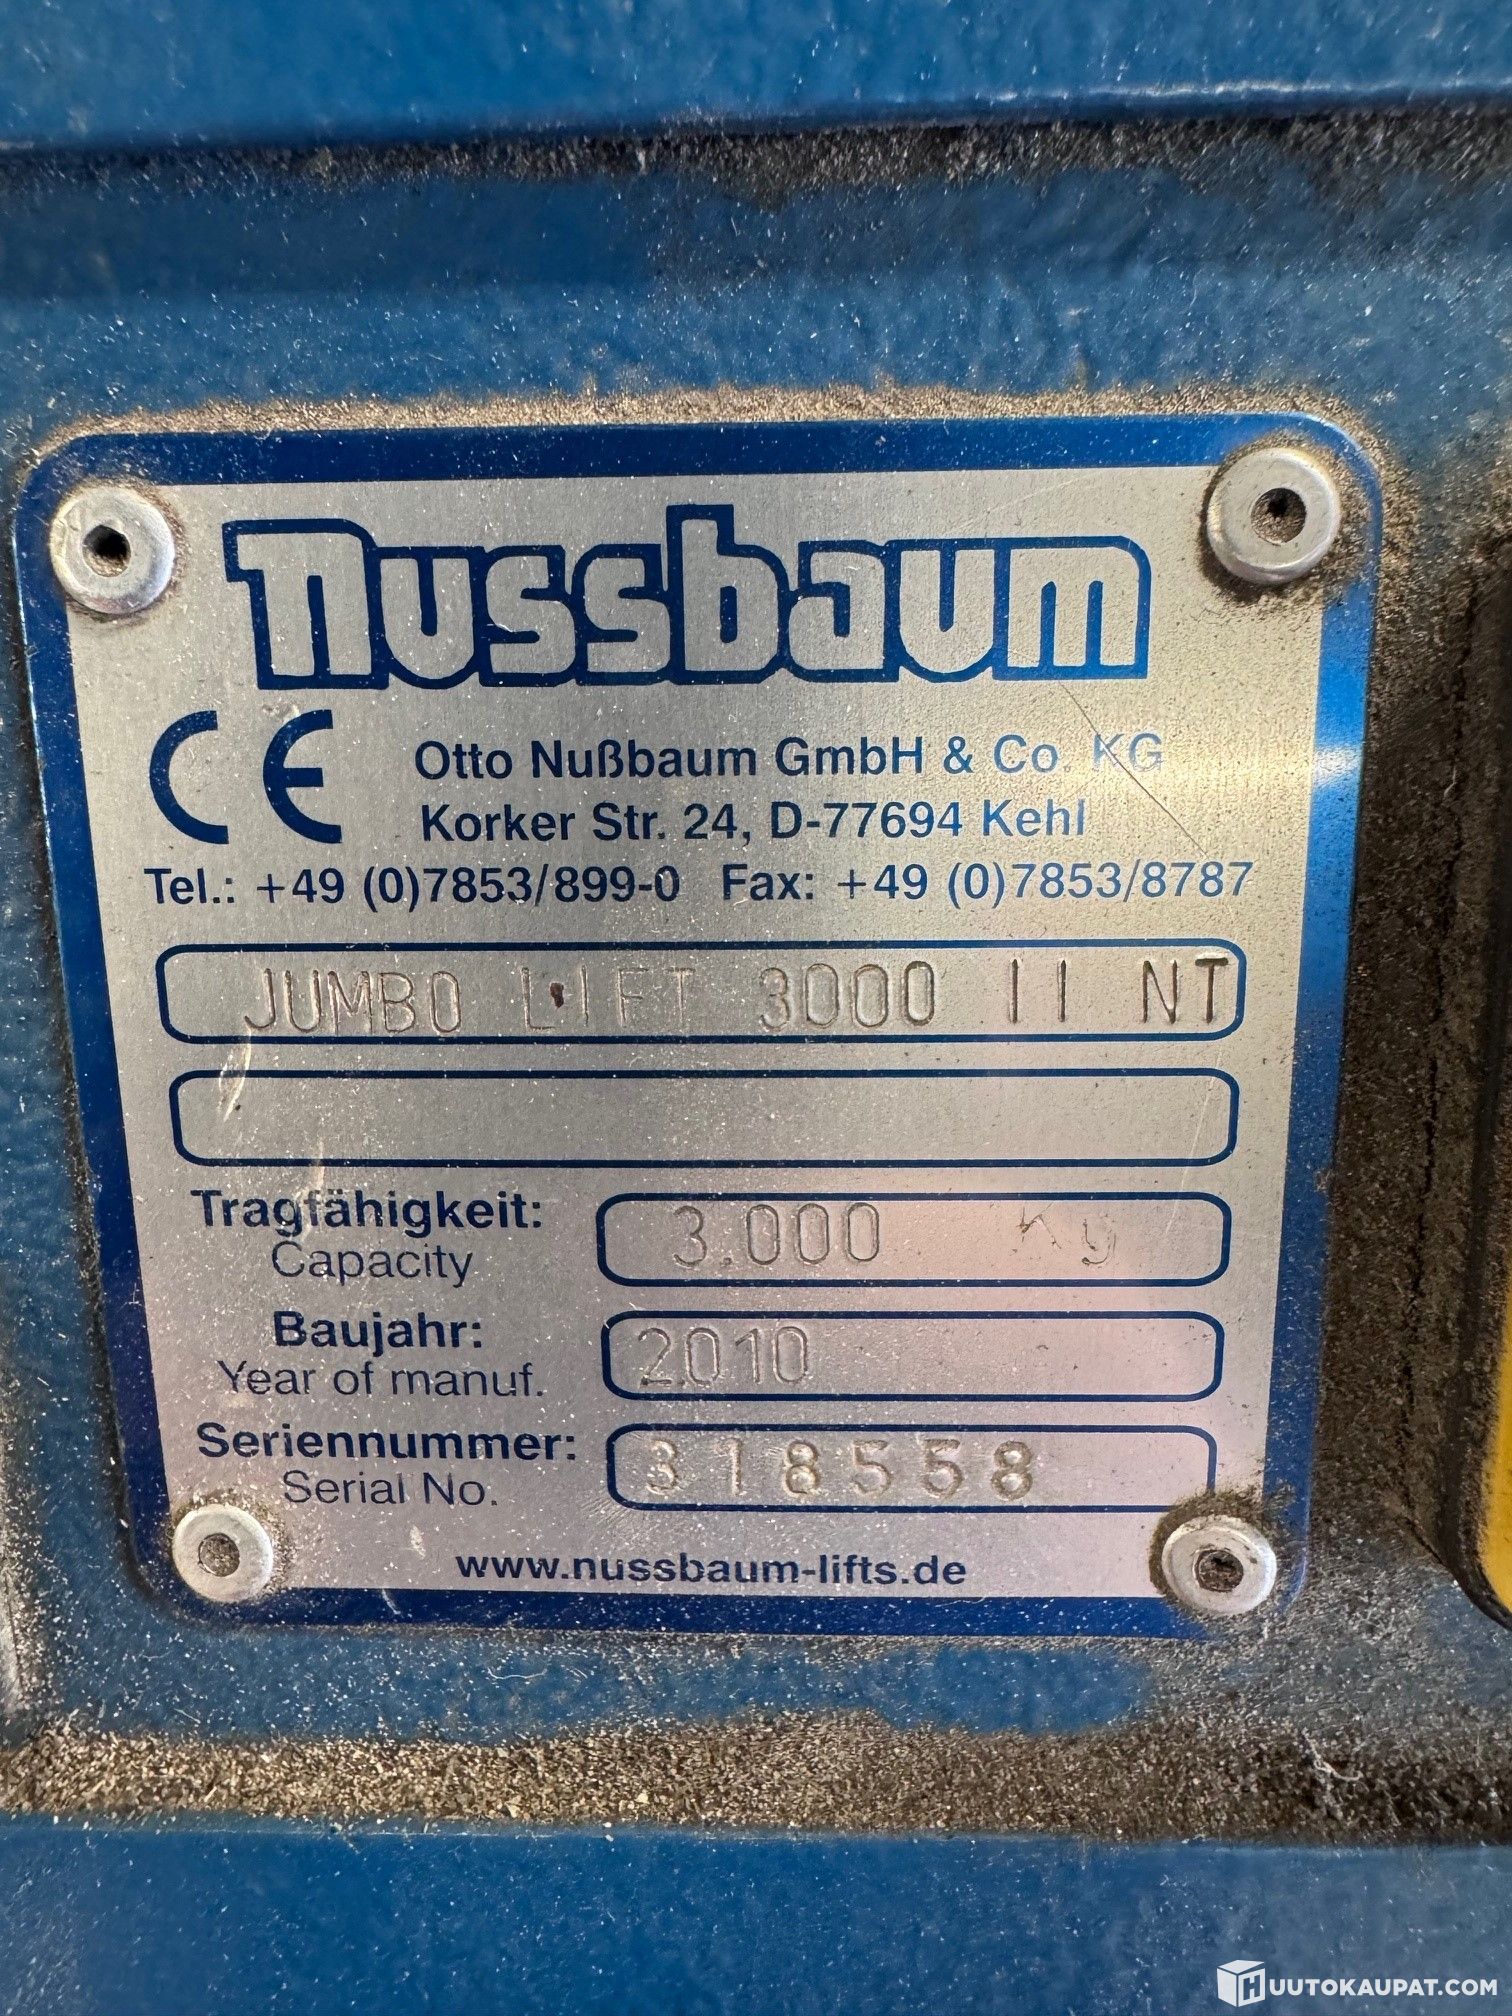 nussbaum
CE
Otto Nußbaum GmbH & Co. KG
Korker Str. 24, D-77694 Kehl
Tel.: +49 (0)7853/899-0 Fax: +49 (0)7853/8787
JUMBO LIFT 3000 II NT
Tragfähigkeit:
Capacity
3.000 kg
Baujahr:
Year of manuf.
2010
Seriennummer:
Serial No.
318558
www.nussbaum-lifts.de
HUUTOKAUPAT.COM